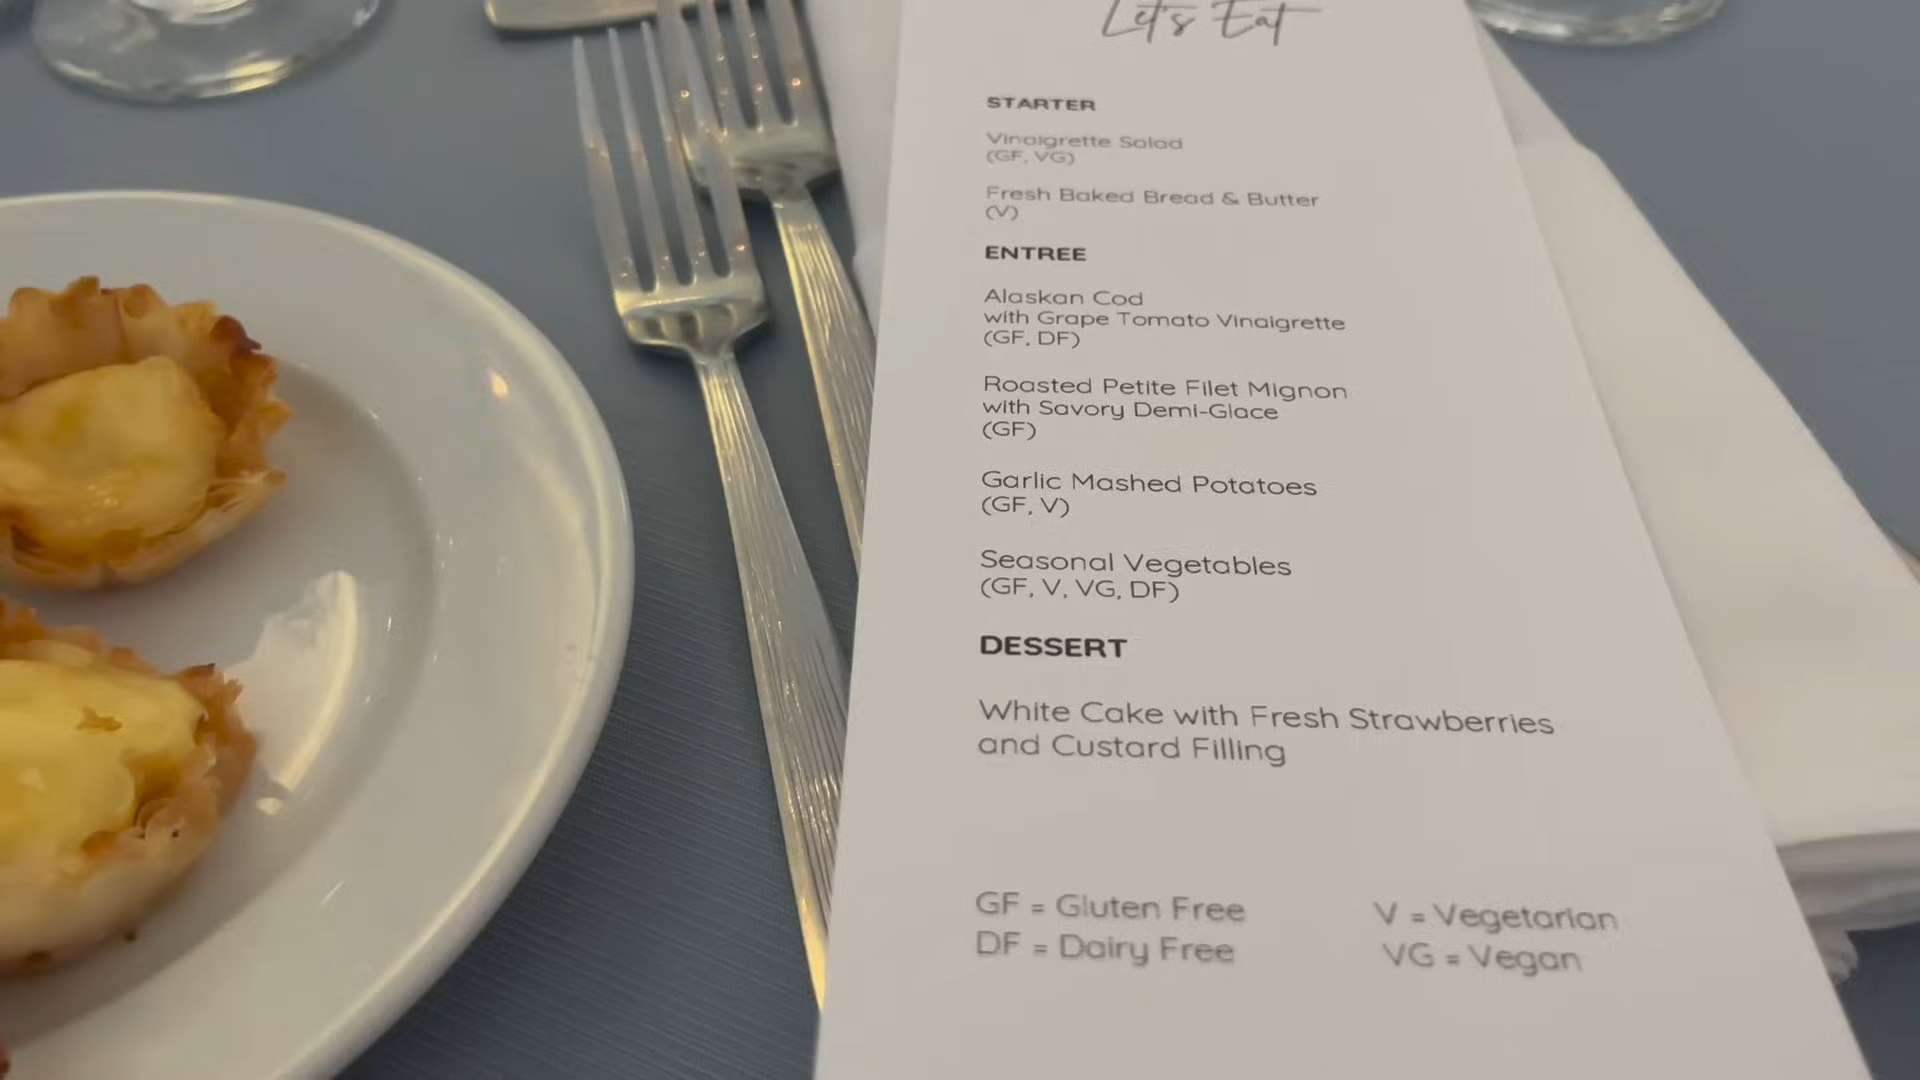 Let's Eat
STARTER
Vinaigrette Salad
(GF, VG)
Fresh Baked Bread & Butter
(V)
ENTREE
Alaskan Cod
with Grape Tomato Vinaigrette
(GF, DF)
Roasted Petite Filet Mignon
with Savory Demi-Glace
(GF)
Garlic Mashed Potatoes
(GF, V)
Seasonal Vegetables
(GF, V, VG, DF)
DESSERT
White Cake with Fresh Strawberries
and Custard Filling
GF = Gluten Free
DF = Dairy Free
V = Vegetarian
VG = Vegan